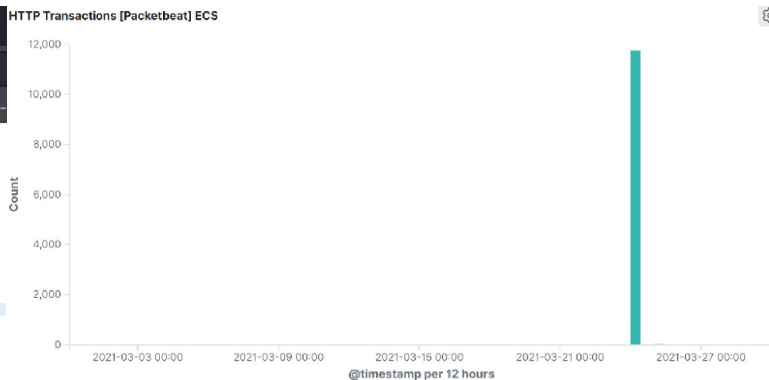 HTTP Transactions [Packetbeat] ECS
12,000
10,000
8,000
6,000
4,000
2,000
0
Count
2021-03-03 00:00 2021-03-09 00:00 2021-03-15 00:00 2021-03-21 00:00 2021-03-27 00:00
@timestamp per 12 hours